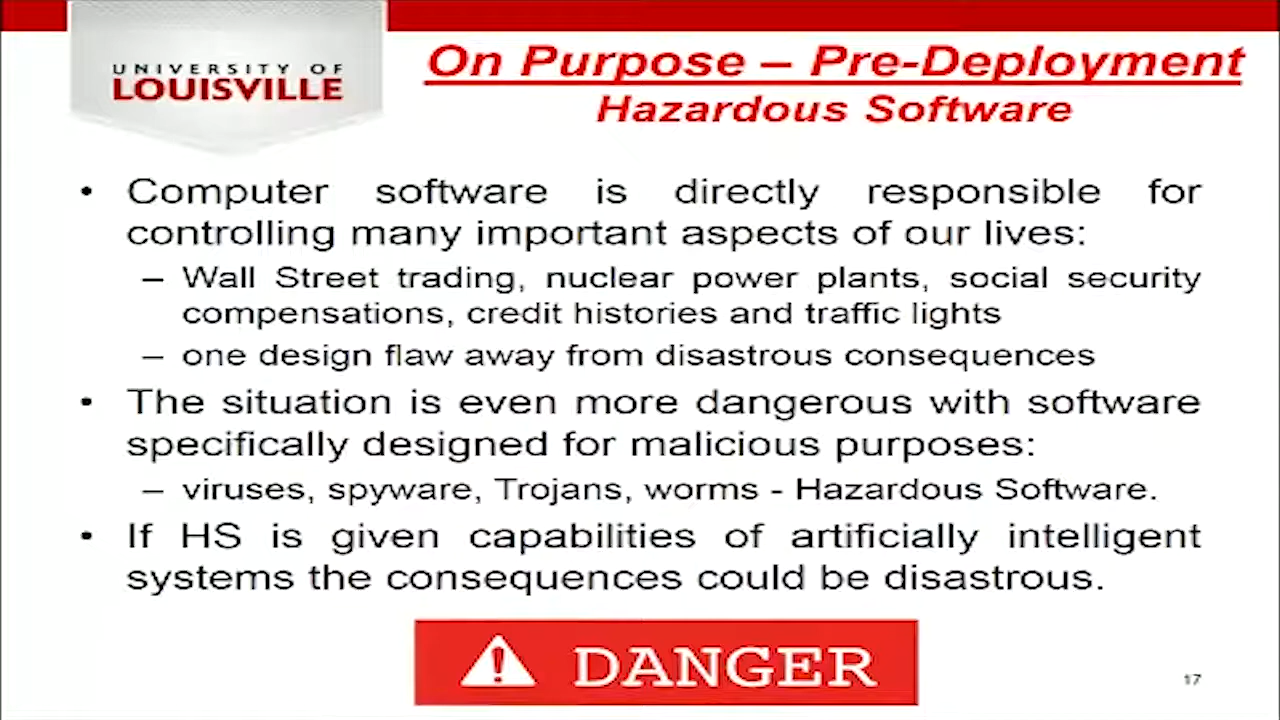 UNIVERSITY OF
LOUISVILLE
On Purpose – Pre-Deployment
Hazardous Software
• Computer software is directly responsible for
controlling many important aspects of our lives:
– Wall Street trading, nuclear power plants, social security
compensations, credit histories and traffic lights
– one design flaw away from disastrous consequences
• The situation is even more dangerous with software
specifically designed for malicious purposes:
– viruses, spyware, Trojans, worms - Hazardous Software.
• If HS is given capabilities of artificially intelligent
systems the consequences could be disastrous.
! DANGER
17